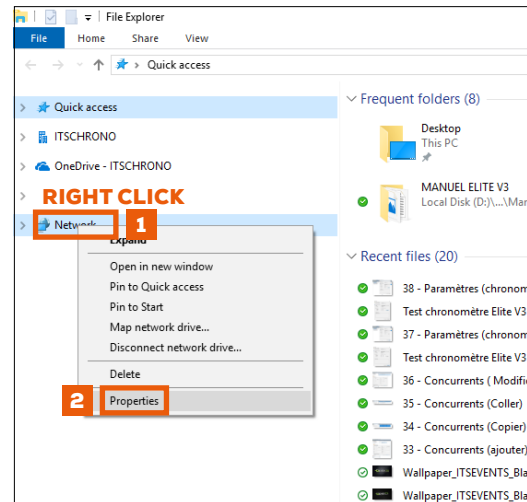 File Explorer
File Home Share View
Quick access
Quick access
ITSCHRONO
OneDrive - ITSCHRONO
RIGHT CLICK
Network
1
Expand
Open in new window
Pin to Quick access
Pin to Start
Map network drive...
Disconnect network drive...
Delete
2
Properties
Frequent folders (8)
Desktop
This PC
MANUEL ELITE V3
Local Disk (D:)\...\Mar
Recent files (20)
38 - Paramètres (chronom
Test chronomètre Elite V3
37 - Paramètres (chronom
Test chronomètre Elite V3
36 - Concurrents ( Modifie
35 - Concurrents (Coller)
34 - Concurrents (Copier)
33 - Concurrents (ajouter)
Wallpaper_ITSEVENTS_Bla
Wallpaper_ITSEVENTS_Bla